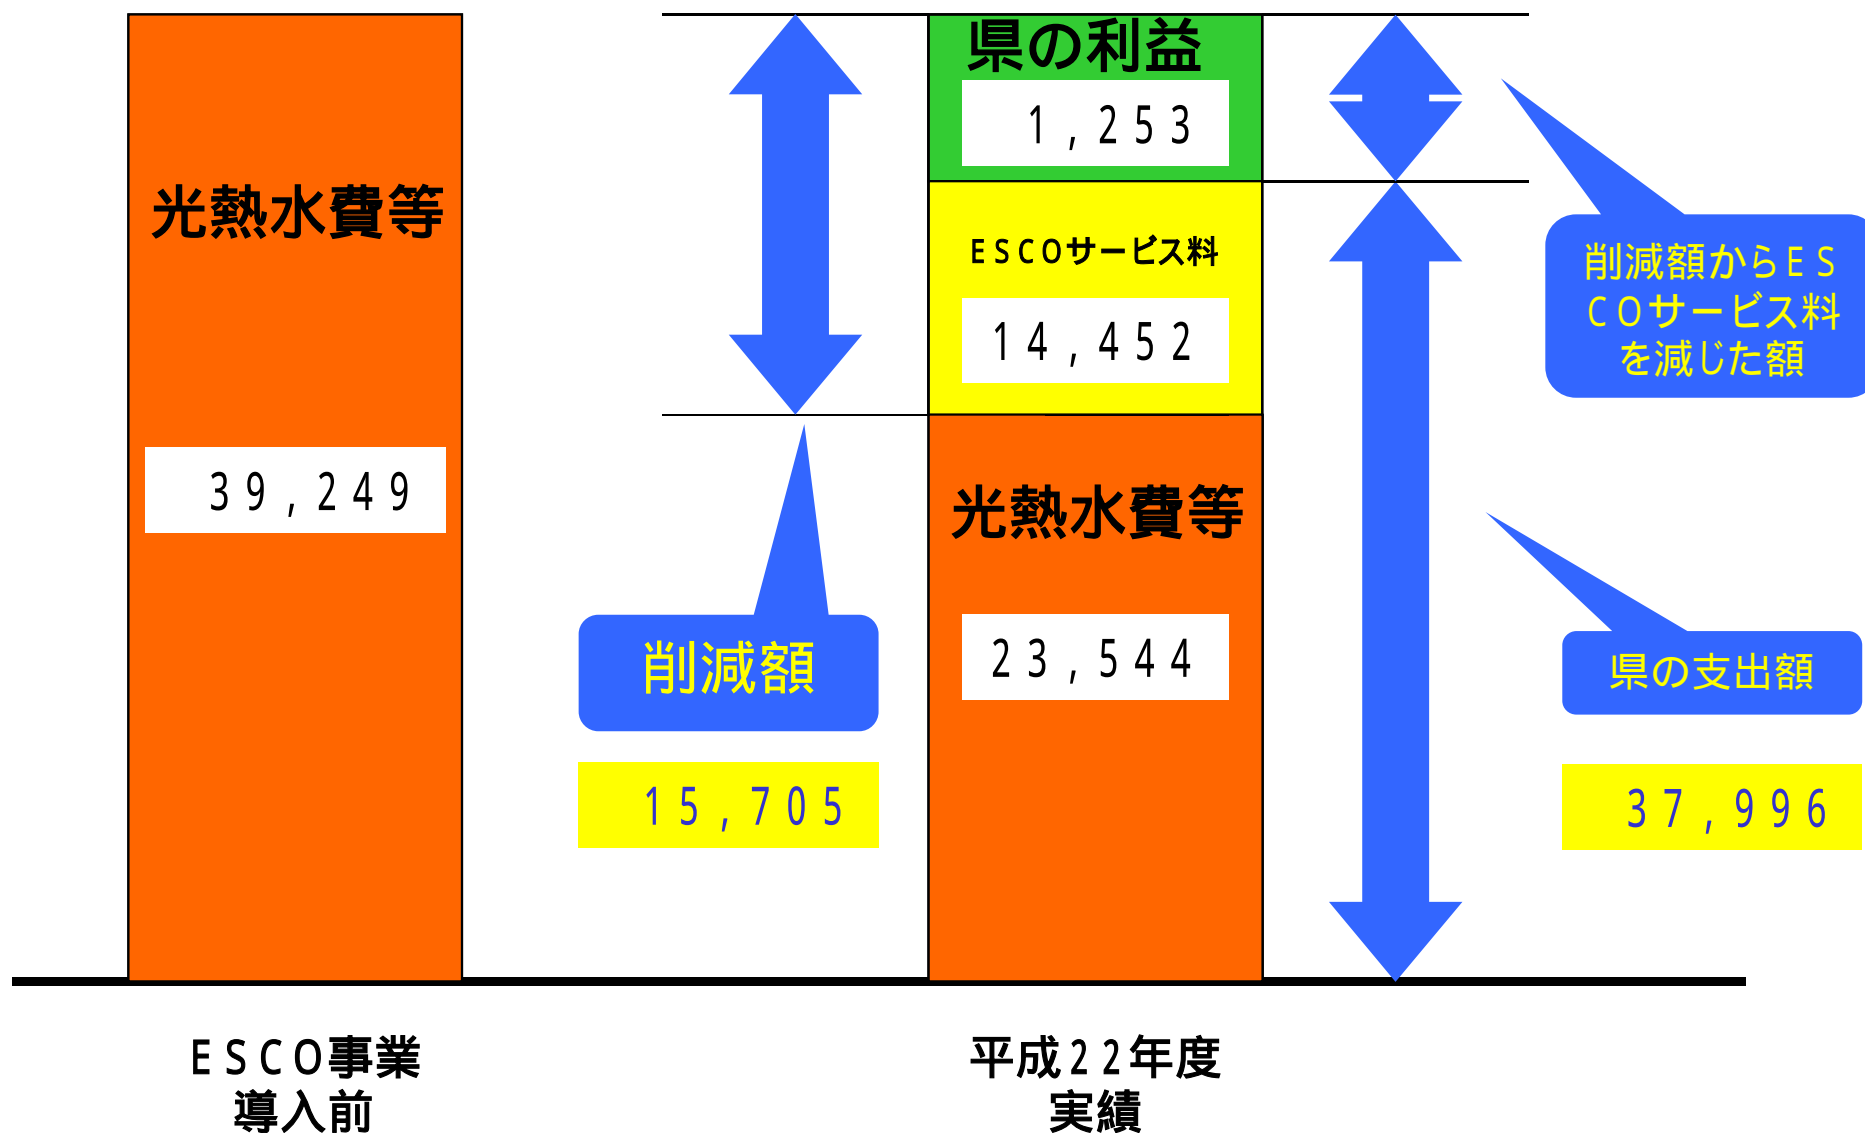 光熱水費等
39,249
ESCO事業
導入前
削減額
15,705
県の利益
1,253
ESCOサービス料
14,452
光熱水費等
23,544
平成22年度
実績
削減額からES
COサービス料
を減じた額
県の支出額
37,996